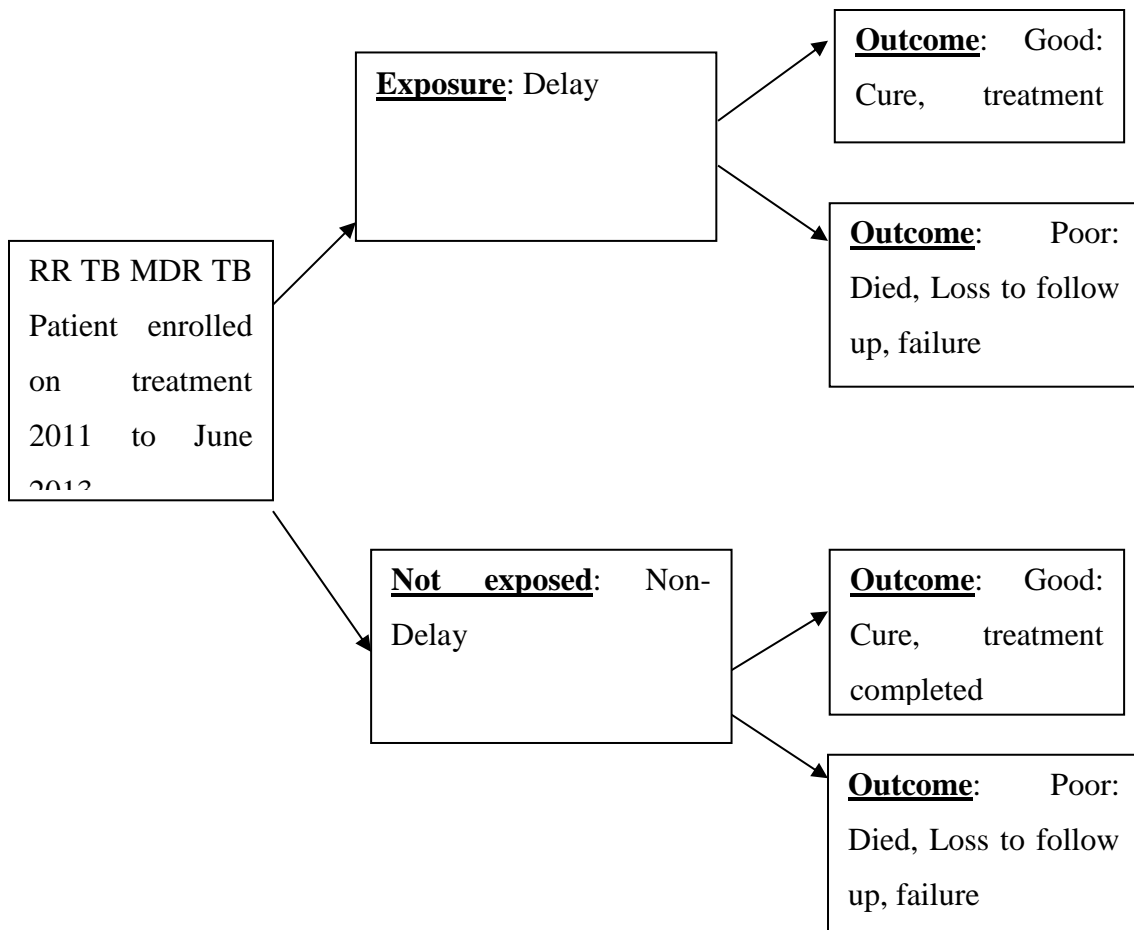 RR TB MDR TB
Patient enrolled
on treatment
2011 to June
2013
Exposure: Delay
Outcome: Good:
Cure, treatment
Outcome: Poor:
Died, Loss to follow
up, failure
Not exposed: Non-
Delay
Outcome: Good:
Cure, treatment
completed
Outcome: Poor:
Died, Loss to follow
up, failure